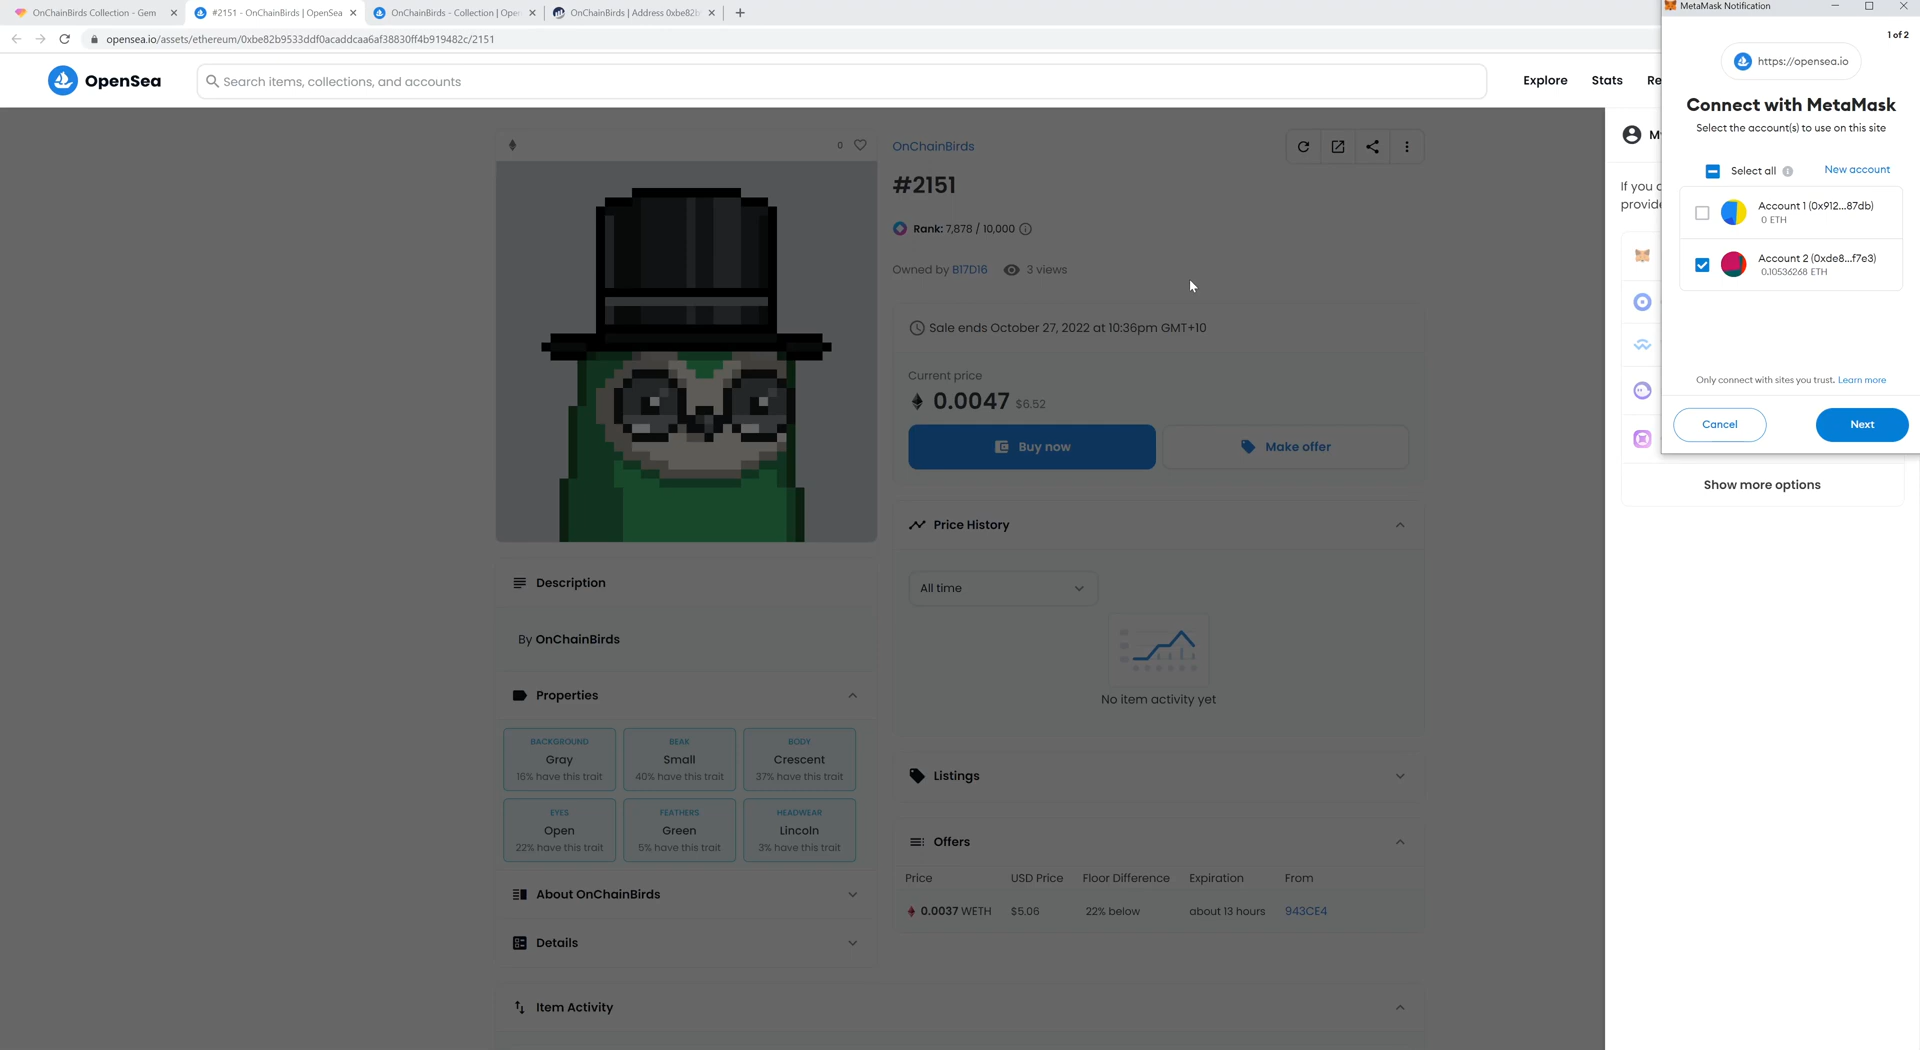 OnChainBirds Collection - Gem
#2151 - OnChainBirds | OpenSea
OnChainBirds - Collection | Ope
OnChainBirds | Address 0xbe82b
opensea.io/assets/ethereum/0xbe82b9533ddf0acaddcaa6af38830ff4b919482c/2151
OpenSea
Search items, collections, and accounts
Explore
Stats
Re
MetaMask Notification
1 of 2
https://opensea.io
Connect with MetaMask
Select the account(s) to use on this site
Select all
New account
Account 1 (0x912...87db)
0 ETH
Account 2 (0xde8...f7e3)
0.10536268 ETH
Only connect with sites you trust. Learn more
Cancel
Next
M
If you c
provide
Show more options
0
OnChainBirds
#2151
Rank: 7,878 / 10,000
Owned by B17D16
3 views
Sale ends October 27, 2022 at 10:36pm GMT+10
Current price
0.0047 $6.52
Buy now
Make offer
Price History
All time
No item activity yet
Listings
Offers
Price USD Price Floor Difference Expiration From
0.0037 WETH $5.06 22% below about 13 hours 943CE4
Description
By OnChainBirds
Properties
BACKGROUND
Gray
16% have this trait
BEAK
Small
40% have this trait
BODY
Crescent
37% have this trait
EYES
Open
22% have this trait
FEATHERS
Green
5% have this trait
HEADWEAR
Lincoln
3% have this trait
About OnChainBirds
Details
Item Activity